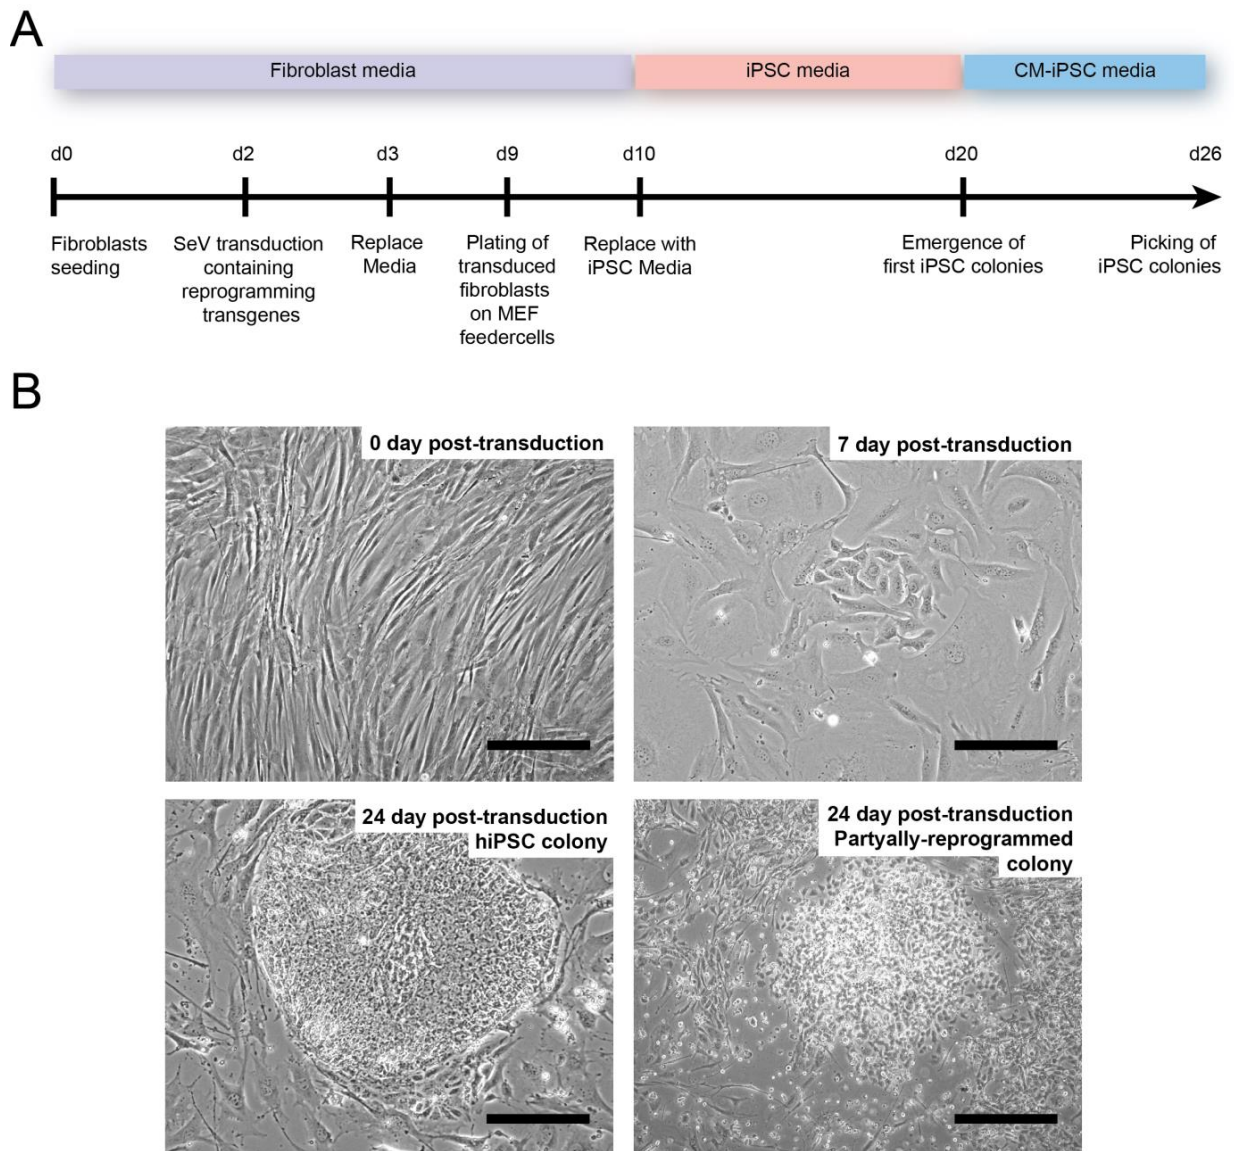 A
Fibroblast media
iPSC media
CM-iPSC media
d0
d2
d3
d9
d10
d20
d26
Fibroblasts
seeding
SeV transduction
containing
reprogramming
transgenes
Replace
Media
Plating of
transduced
fibroblasts
on MEF
feedercells
Replace with
iPSC Media
Emergence of
first iPSC colonies
Picking of
iPSC colonies
B
0 day post-transduction
7 day post-transduction
24 day post-transduction
hiPSC colony
24 day post-transduction
Partyally-reprogrammed
colony